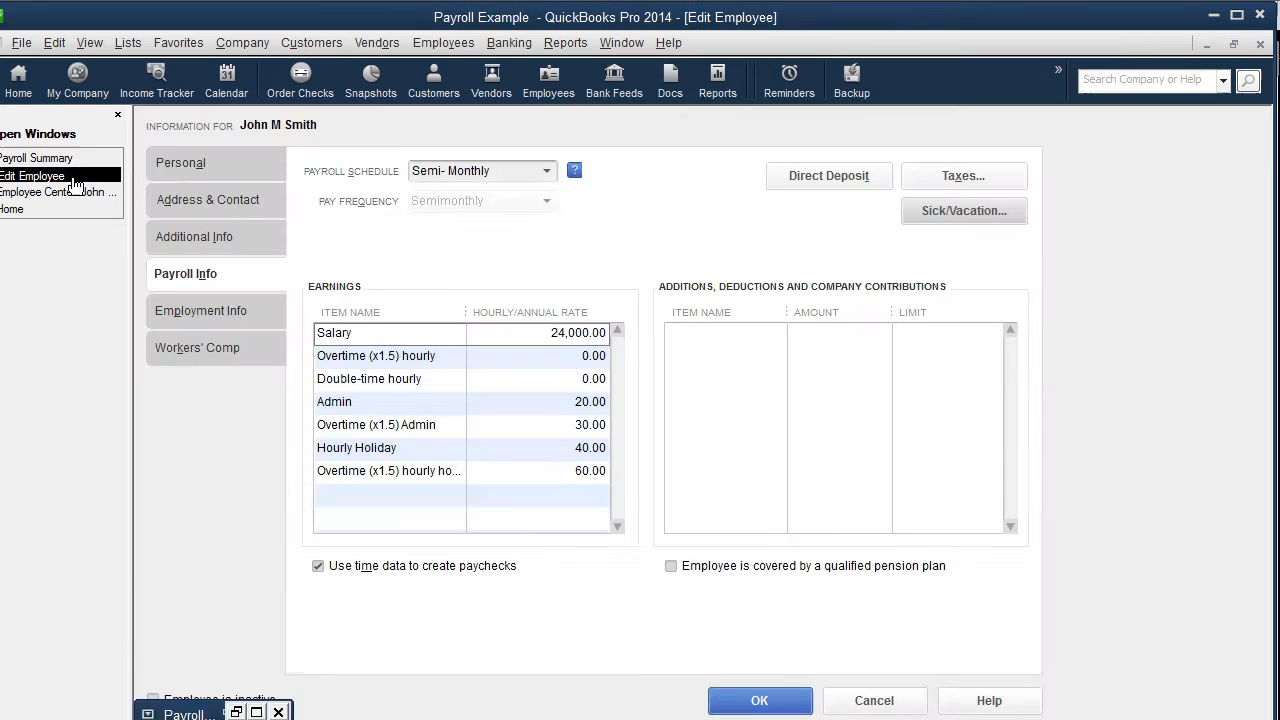 Payroll Example - QuickBooks Pro 2014 - [Edit Employee]
File Edit View Lists Favorites Company Customers Vendors Employees Banking Reports Window Help
Home My Company Income Tracker Calendar Order Checks Snapshots Customers Vendors Employees Bank Feeds Docs Reports Reminders Backup
31
Search Company or Help
pen Windows
Payroll Summary
Edit Employee
Employee Center: John ...
Home
INFORMATION FOR John M Smith
Personal
Address & Contact
Additional Info
Payroll Info
Employment Info
Workers' Comp
PAYROLL SCHEDULE Semi- Monthly ?
PAY FREQUENCY Semimonthly
Direct Deposit Taxes...
Sick/Vacation...
EARNINGS
ITEM NAME HOURLY/ANNUAL RATE
Salary 24,000.00
Overtime (x1.5) hourly 0.00
Double-time hourly 0.00
Admin 20.00
Overtime (x1.5) Admin 30.00
Hourly Holiday 40.00
Overtime (x1.5) hourly ho... 60.00
ADDITIONS, DEDUCTIONS AND COMPANY CONTRIBUTIONS
ITEM NAME AMOUNT LIMIT
Use time data to create paychecks
Employee is covered by a qualified pension plan
Employee is inactive
Payroll...
OK Cancel Help